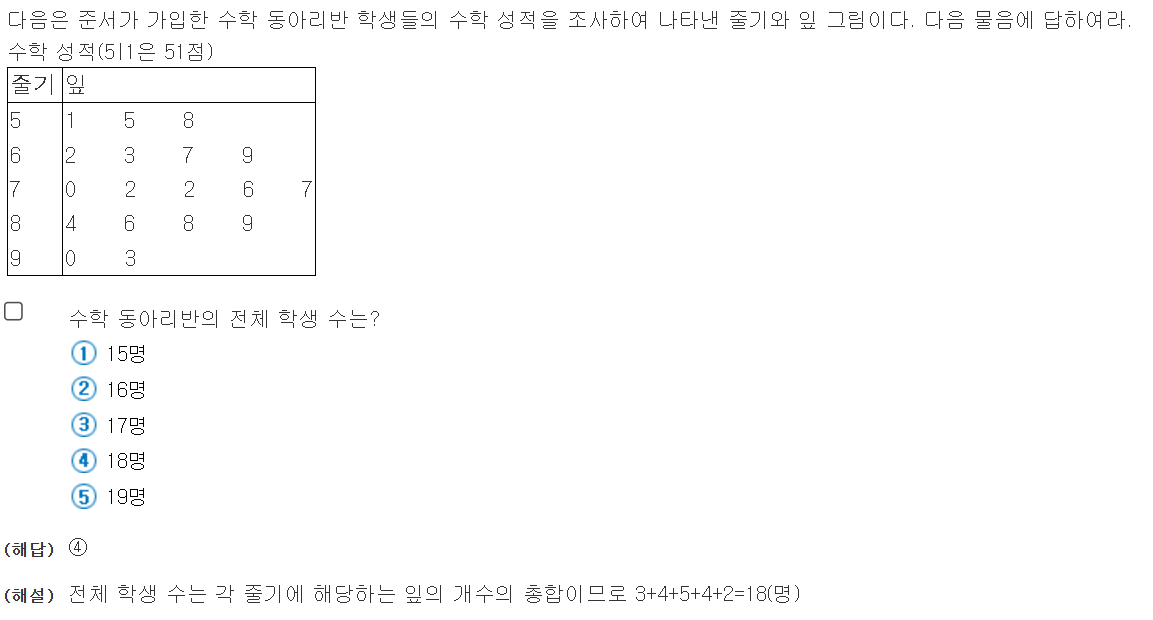 다음은 준서가 가입한 수학 동아리반 학생들의 수학 성적을 조사하여 나타낸 줄기와 잎 그림이다. 다음 물음에 답하여라.
수학 성적(5|1은 51점)
줄기 잎
5 1 5 8
6 2 3 7 9
7 0 2 2 6 7
8 4 6 8 9
9 0 3
수학 동아리반의 전체 학생 수는?
① 15명
② 16명
③ 17명
④ 18명
⑤ 19명
(해답) ④
(해설) 전체 학생 수는 각 줄기에 해당하는 잎의 개수의 총합이므로 3+4+5+4+2=18(명)